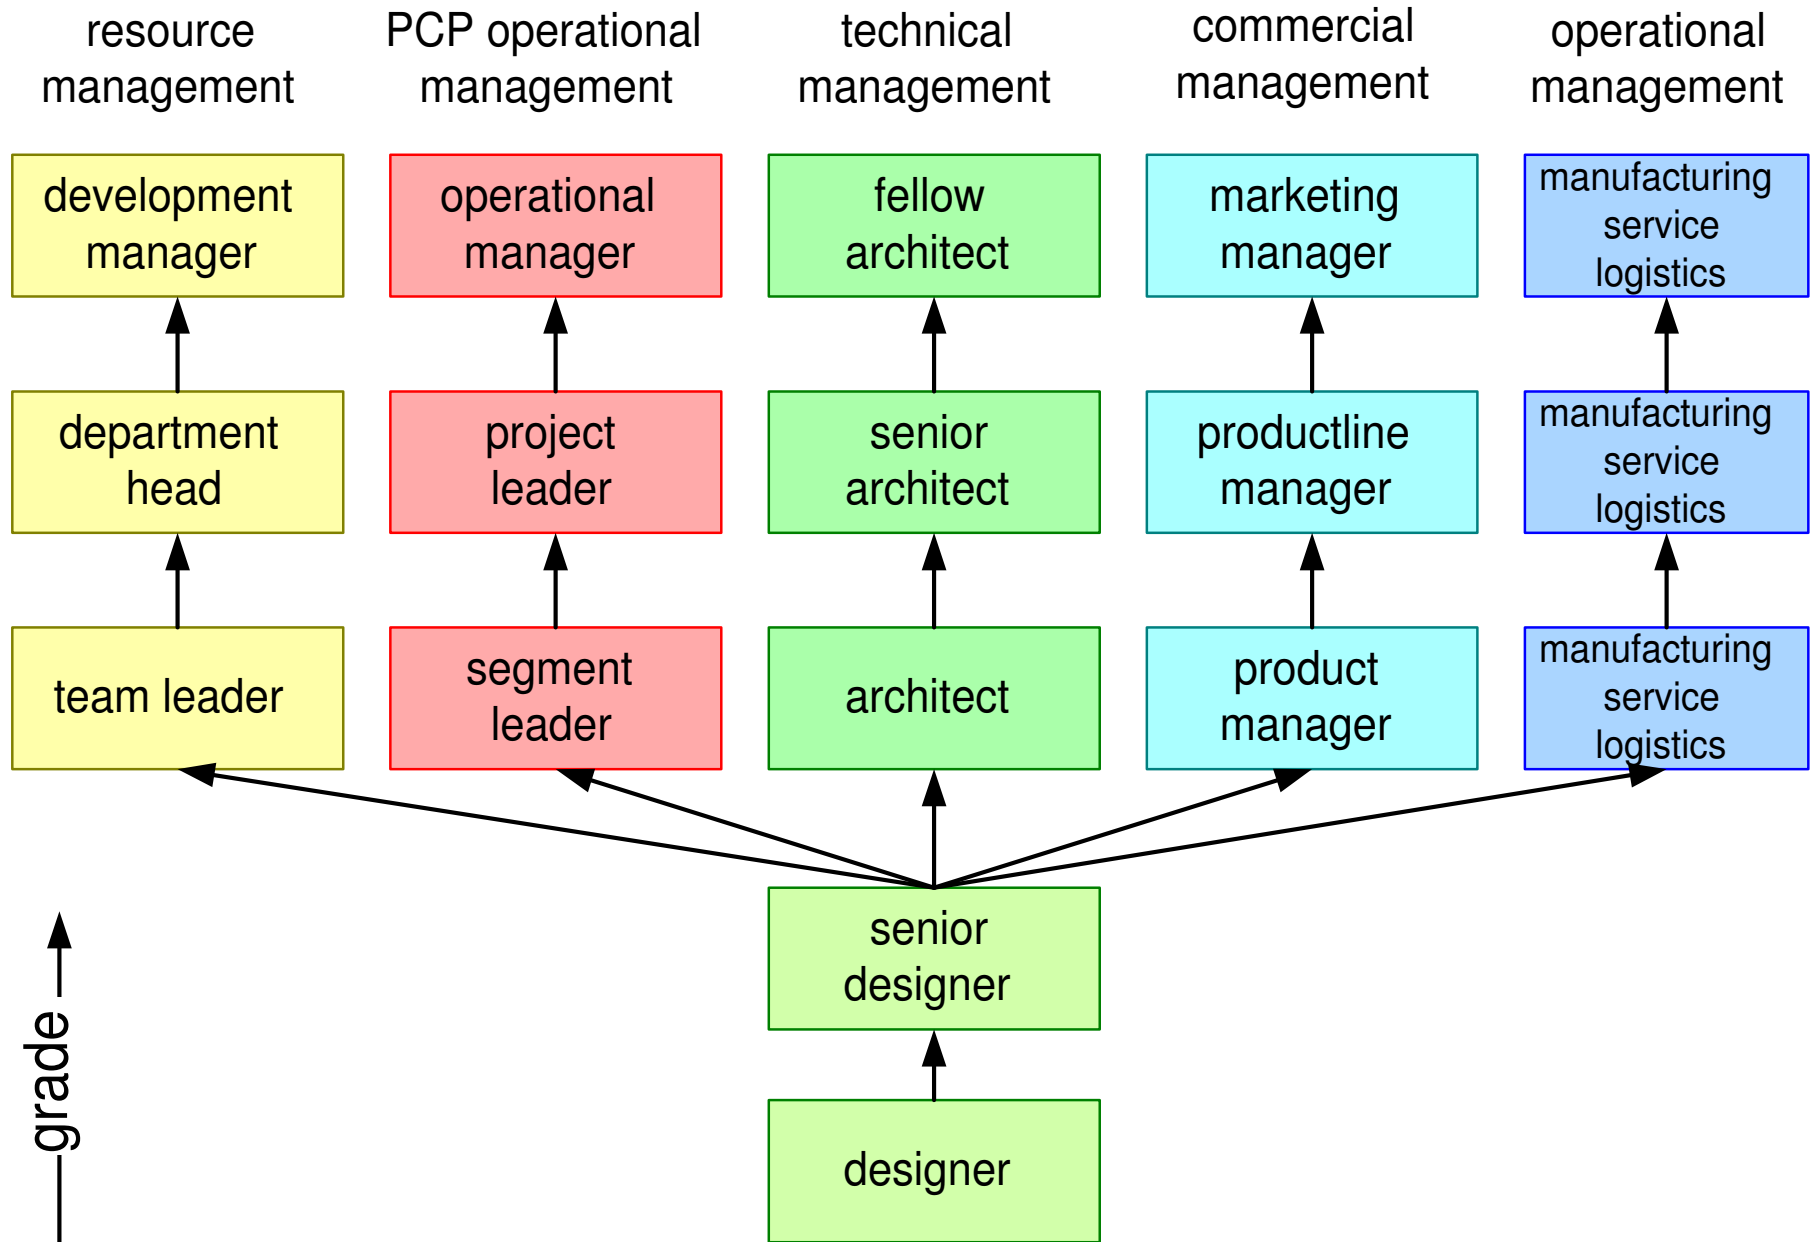 resource
management
PCP operational
management
technical
management
commercial
management
operational
management
development
manager
operational
manager
fellow
architect
marketing
manager
manufacturing
service
logistics
department
head
project
leader
senior
architect
productline
manager
manufacturing
service
logistics
team leader
segment
leader
architect
product
manager
manufacturing
service
logistics
senior
designer
grade
designer